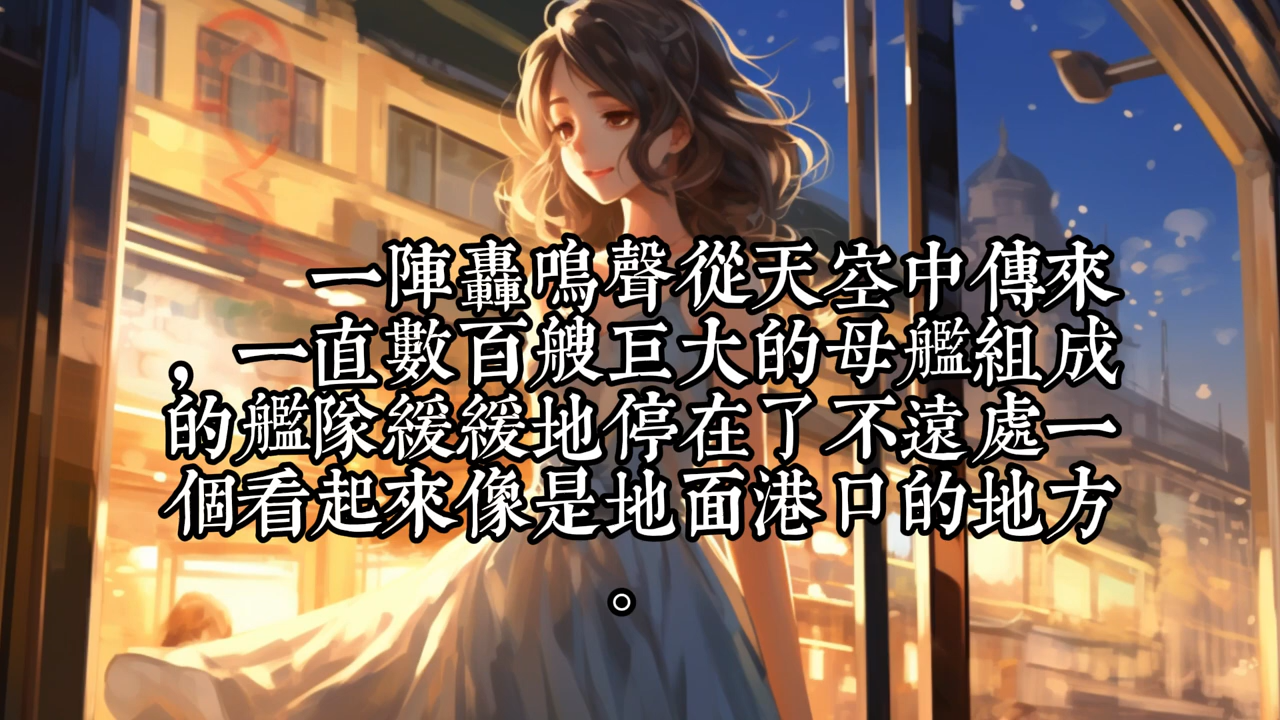 一陣轟鳴聲從天空中傳來
，一直數百艘巨大的母艦組成
的艦隊緩緩地停在了不遠處一
個看起來像是地面港口的地方
。